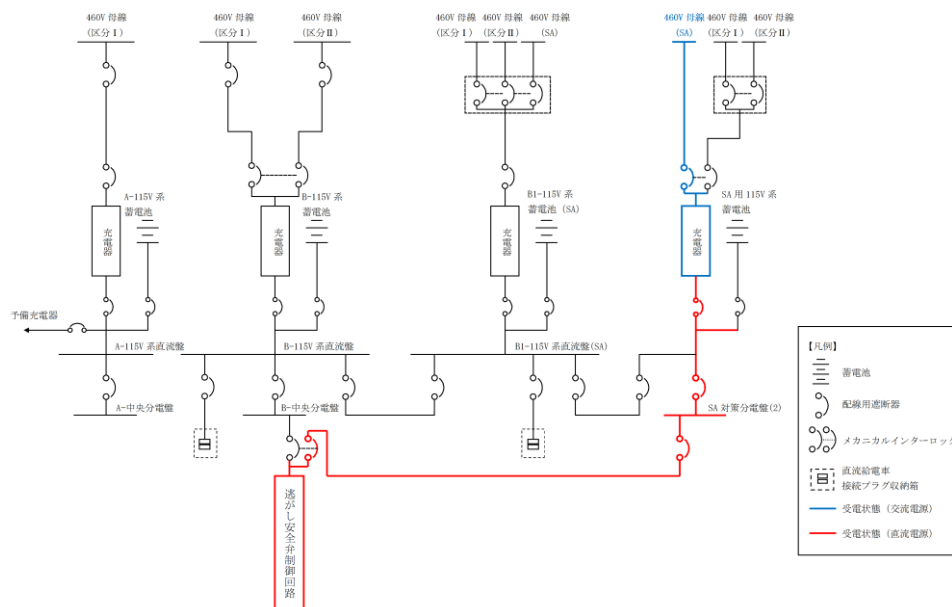 460V 母線
(区分Ⅰ)
460V 母線
(区分Ⅰ)
460V 母線
(区分Ⅱ)
460V 母線
(区分Ⅰ)
460V 母線
(区分Ⅱ)
460V 母線
(SA)
460V 母線
(SA)
460V 母線
(区分Ⅰ)
460V 母線
(区分Ⅱ)
A-115V 系
蓄電池
充電器
B-115V 系
蓄電池
充電器
B1-115V 系
蓄電池 (SA)
充電器
SA 用 115V 系
蓄電池
充電器
予備充電器
A-115V 系直流盤
B-115V 系直流盤
B1-115V 系直流盤(SA)
A-中央分電盤
B-中央分電盤
SA 対策分電盤(2)
逃がし安全弁制御回路
【凡例】
蓄電池
配線用遮断器
メカニカルインターロック
直流給電車
接続プラグ収納箱
受電状態（交流電源）
受電状態（直流電源）